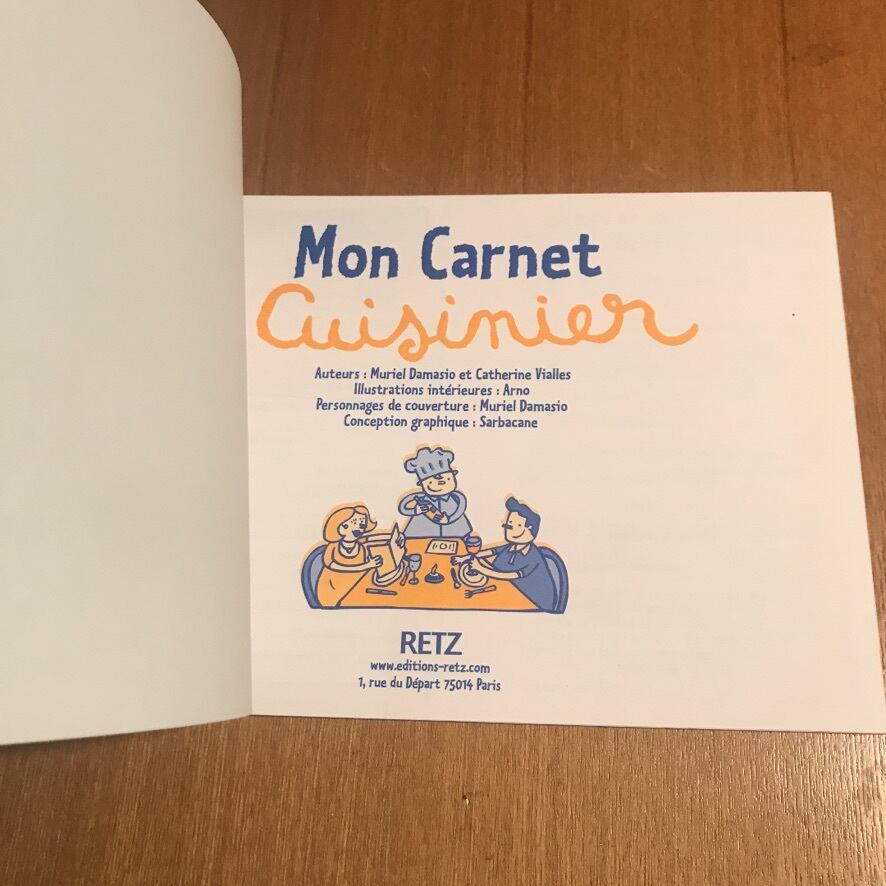 Mon Carnet
Cuisinier
Auteurs : Muriel Damasio et Catherine Vialles
Illustrations intérieures : Arno
Personnages de couverture : Muriel Damasio
Conception graphique : Sarbacane
RETZ
www.editions-retz.com
1, rue du Départ 75014 Paris